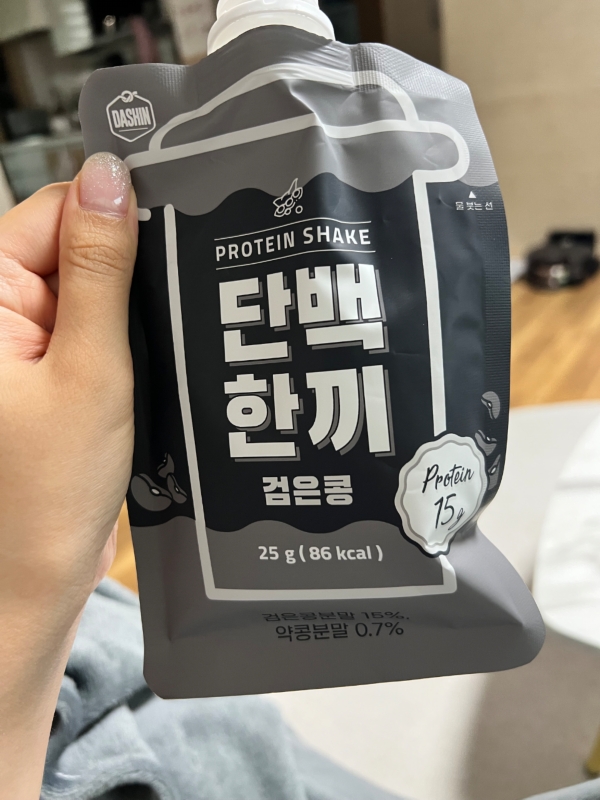 DASHIN
물 붓는 선
PROTEIN SHAKE
단백
한끼
검은콩
Protein
15g
25 g ( 86 kcal )
검은콩분말 15%,
약콩분말 0.7%